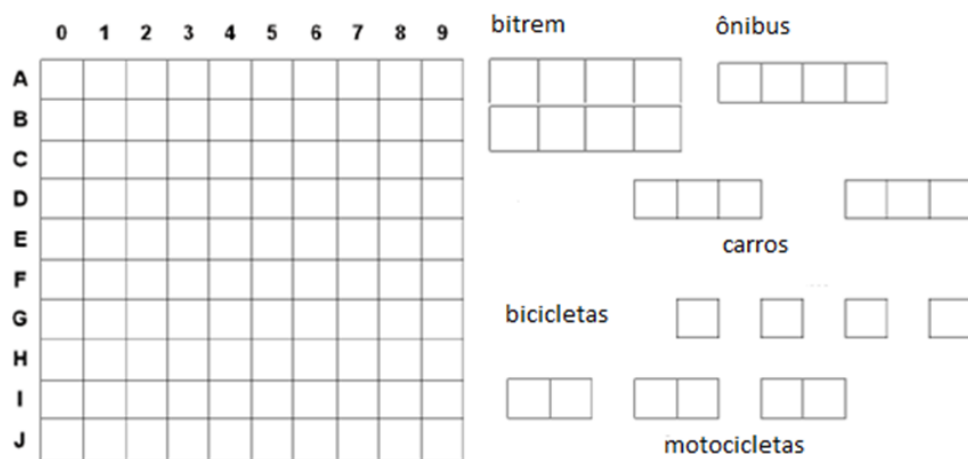 0 1 2 3 4 5 6 7 8 9
A
B
C
D
E
F
G
H
I
J
bitrem
ônibus
carros
bicicletas
motocicletas